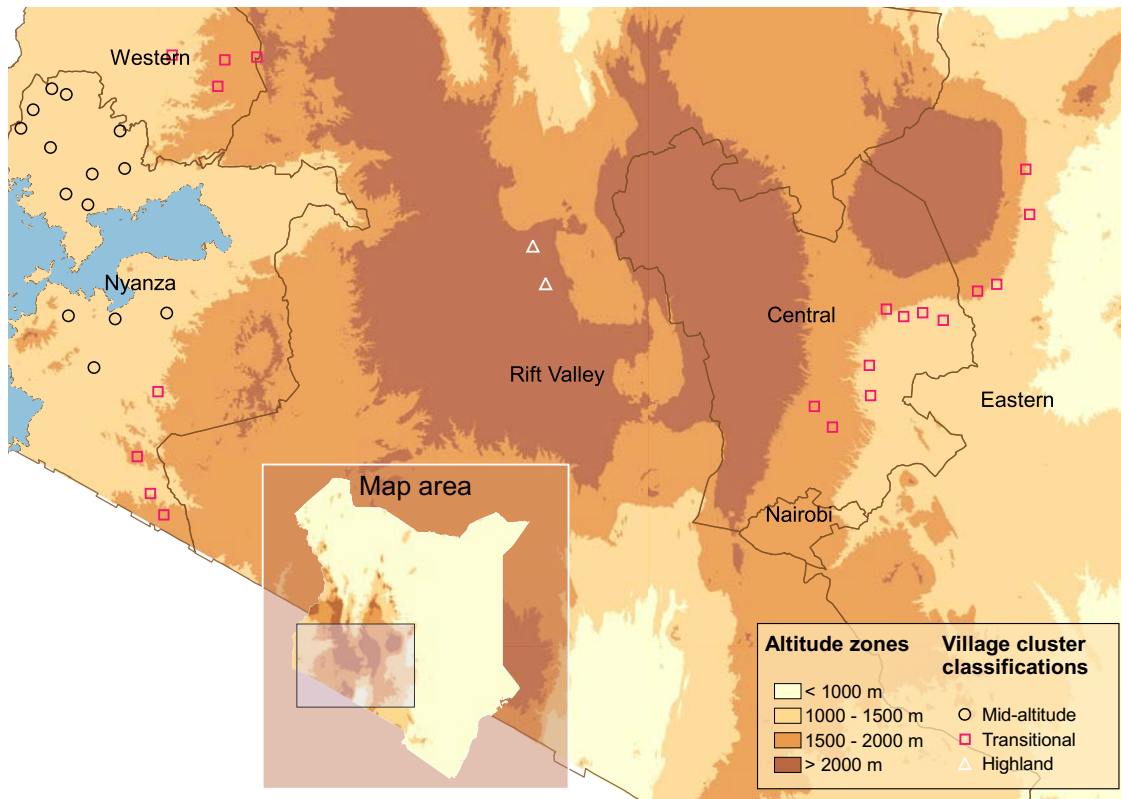 Western
Nyanza
Central
Rift Valley
Eastern
Map area
Nairobi
Altitude zones
< 1000 m
1000 - 1500 m
1500 - 2000 m
> 2000 m
Village cluster
classifications
Mid-altitude
Transitional
Highland